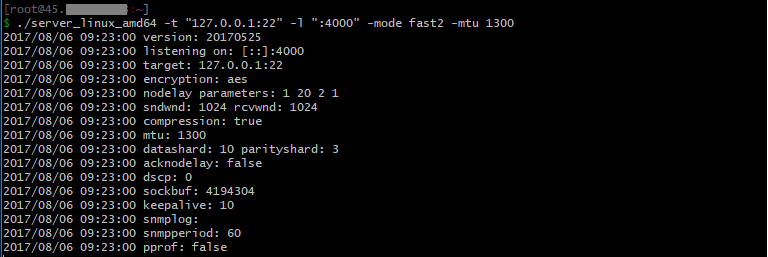 [root@45. :~]
$ ./server_linux_amd64 -t "127.0.0.1:22" -l ":4000" -mode fast2 -mtu 1300
2017/08/06 09:23:00 version: 20170525
2017/08/06 09:23:00 listening on: [::]:4000
2017/08/06 09:23:00 target: 127.0.0.1:22
2017/08/06 09:23:00 encryption: aes
2017/08/06 09:23:00 nodelay parameters: 1 20 2 1
2017/08/06 09:23:00 sndwnd: 1024 rcvwnd: 1024
2017/08/06 09:23:00 compression: true
2017/08/06 09:23:00 mtu: 1300
2017/08/06 09:23:00 datashard: 10 parityshard: 3
2017/08/06 09:23:00 acknodelay: false
2017/08/06 09:23:00 dscp: 0
2017/08/06 09:23:00 sockbuf: 4194304
2017/08/06 09:23:00 keepalive: 10
2017/08/06 09:23:00 snmplog:
2017/08/06 09:23:00 snmpperiod: 60
2017/08/06 09:23:00 pprof: false